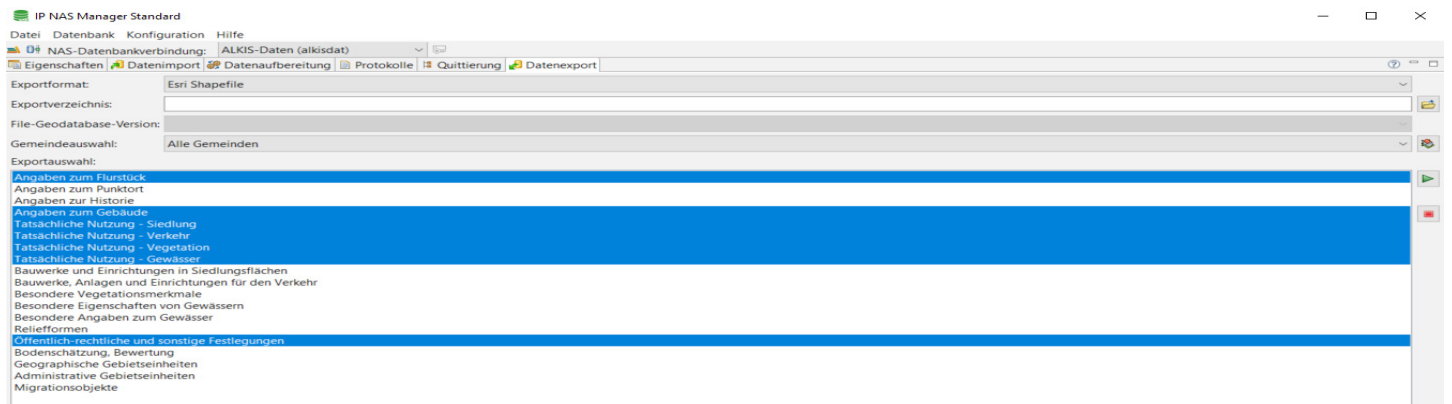 IP NAS Manager Standard
Datei Datenbank Konfiguration Hilfe
NAS-Datenbankverbindung: ALKIS-Daten (alkisdat)
Eigenschaften Datenimport Datenaufbereitung Protokolle Quittierung Datenexport
Exportformat: Esri Shapefile
Exportverzeichnis:
File-Geodatabase-Version:
Gemeindeauswahl: Alle Gemeinden
Exportauswahl:
Angaben zum Flurstück
Angaben zum Punktort
Angaben zur Historie
Angaben zum Gebäude
Tatsächliche Nutzung - Siedlung
Tatsächliche Nutzung - Verkehr
Tatsächliche Nutzung - Vegetation
Tatsächliche Nutzung - Gewässer
Bauwerke und Einrichtungen in Siedlungsflächen
Bauwerke, Anlagen und Einrichtungen für den Verkehr
Besondere Vegetationsmerkmale
Besondere Eigenschaften von Gewässern
Besondere Angaben zum Gewässer
Reliefformen
Öffentlich-rechtliche und sonstige Festlegungen
Bodenschätzung, Bewertung
Geographische Gebietseinheiten
Administrative Gebietseinheiten
Migrationsobjekte